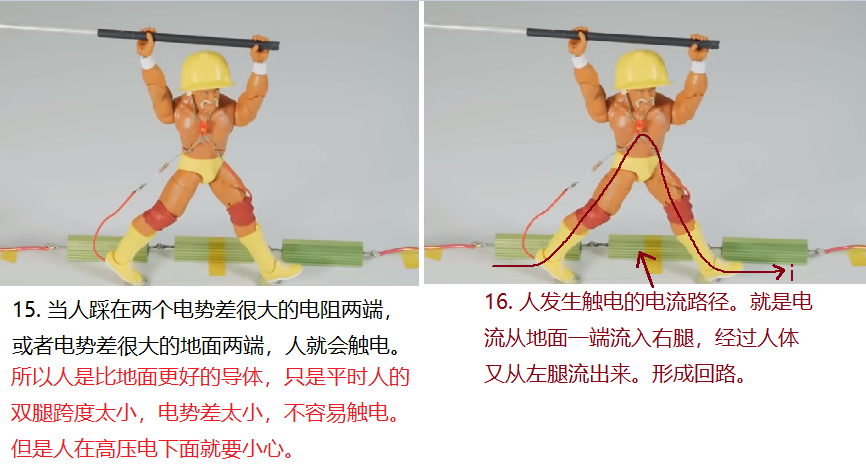 15. 当人踩在两个电势差很大的电阻两端，
或者电势差很大的地面两端，人就会触电。
所以人是比地面更好的导体，只是平时人的
双腿跨度太小，电势差太小，不容易触电。
但是人在高压电下面就要小心。
i
16. 人发生触电的电流路径。就是电
流从地面一端流入右腿，经过人体
又从左腿流出来。形成回路。